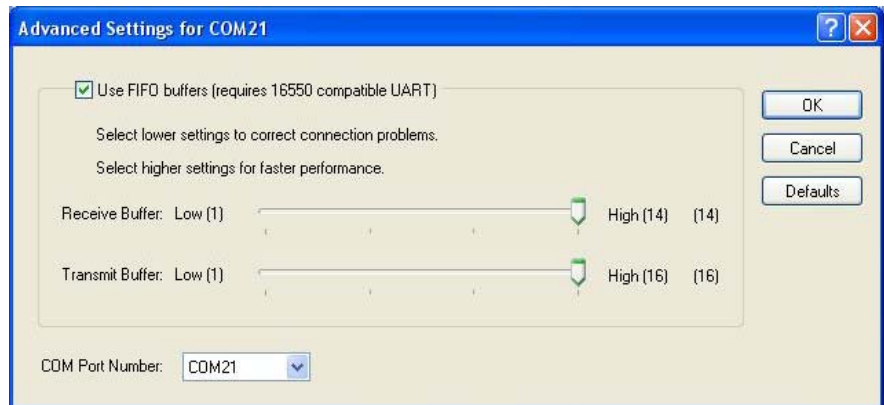 Advanced Settings for COM21
Use FIFO buffers (requires 16550 compatible UART)
OK
Select lower settings to correct connection problems.
Cancel
Select higher settings for faster performance.
Defaults
Receive Buffer: Low (1) High (14) (14)
Transmit Buffer: Low (1) High (16) (16)
COM Port Number: COM21